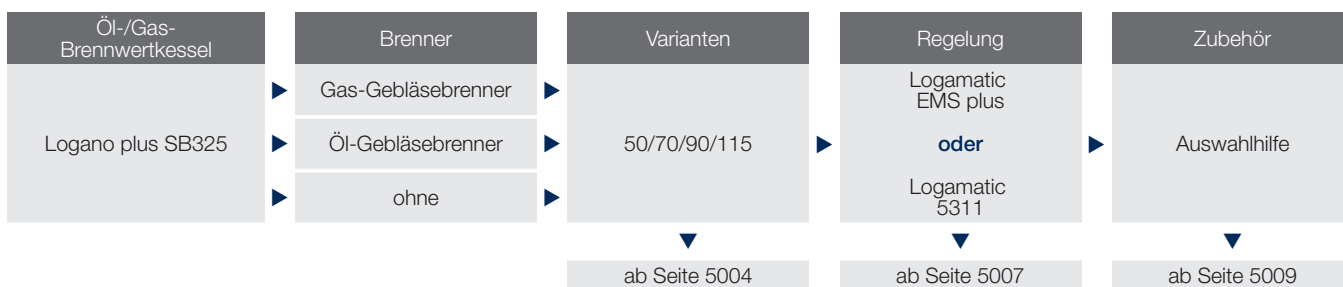 Öl-/Gas-
Brennwertkessel
Brenner
Varianten
Regelung
Zubehör
Logano plus SB325
Gas-Gebläsebrenner
Öl-Gebläsebrenner
ohne
50/70/90/115
Logamatic
EMS plus
oder
Logamatic
5311
Auswahlhilfe
ab Seite 5004
ab Seite 5007
ab Seite 5009